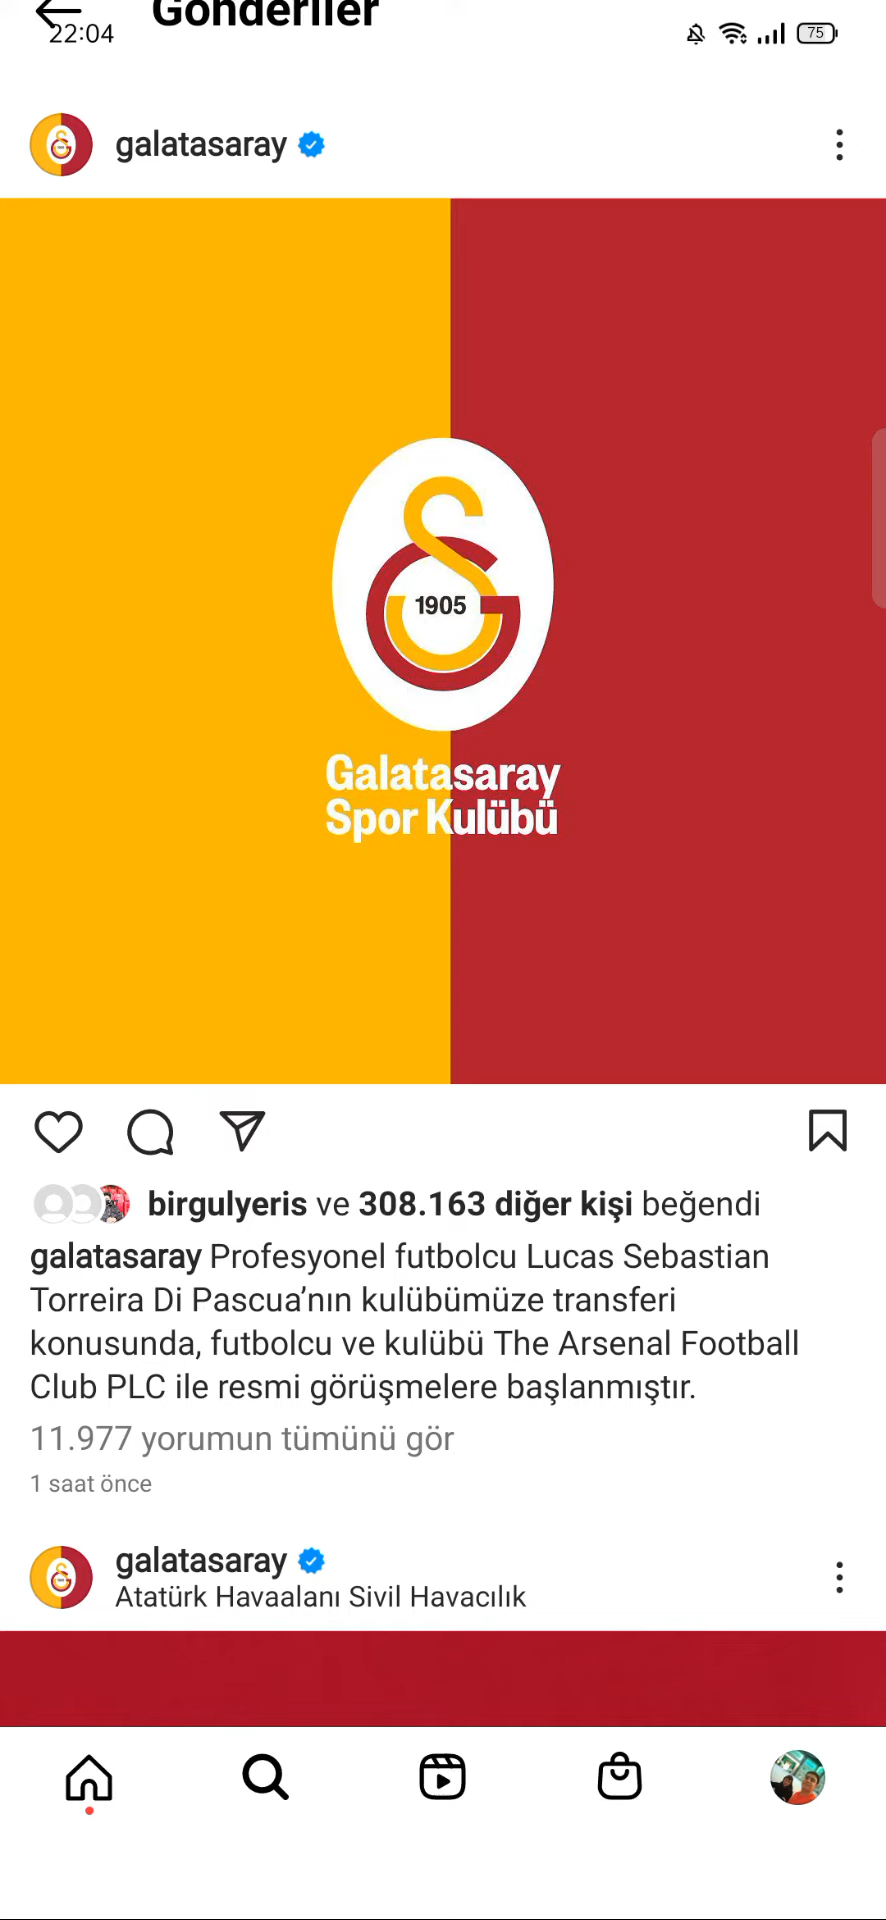 Gönderiler
22:04
75
galatasaray
1905
Galatasaray
Spor Kulübü
birgulyeris ve 308.163 diğer kişi beğendi
galatasaray Profesyonel futbolcu Lucas Sebastian
Torreira Di Pascua’nın kulübümüze transferi
konusunda, futbolcu ve kulübü The Arsenal Football
Club PLC ile resmi görüşmelere başlanmıştır.
11.977 yorumun tümünü gör
1 saat önce
galatasaray
Atatürk Havaalanı Sivil Havacılık